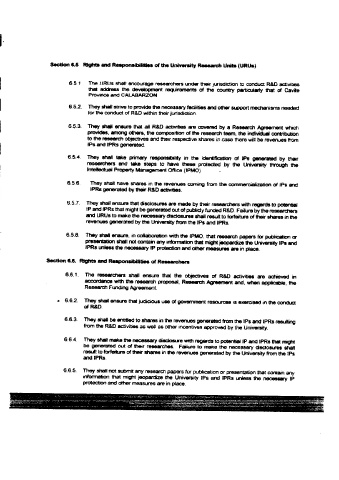 Section 6.5 Rights and Responsibilities of the University Research Units (URUs)
6.5.1 The URUs shall encourage researchers under their jurisdiction to conduct R&D activities
that address the development requirements of the country particularly that of Cavite
Province and CALABARZON.
6.5.2. They shall strive to provide the necessary facilities and other support mechanisms needed
for the conduct of R&D within their jurisdiction.
6.5.3. They shall ensure that all R&D activities are covered by a Research Agreement which
provides, among others, the composition of the research team, the individual contribution
to the research objectives and their respective shares in case there will be revenues from
IPs and IPRs generated.
6.5.4. They shall take primary responsibility in the identification of IPs generated by their
researchers and take steps to have these protected by the University through the
Intellectual Property Management Office (IPMO).
6.5.6 They shall have shares in the revenues coming from the commercialization of IPs and
IPRs generated by their R&D activities.
6.5.7. They shall ensure that disclosures are made by their researchers with regards to potential
IP and IPRs that might be generated out of publicly funded R&D. Failure by the researchers
and URUs to make the necessary disclosures shall result to forfeiture of their shares in the
revenues generated by the University from the IPs and IPRs.
6.5.8. They shall ensure, in collaboration with the IPMO, that research papers for publication or
presentation shall not contain any information that might jeopardize the University IPs and
IPRs unless the necessary IP protection and other measures are in place.
Section 6.6. Rights and Responsibilities of Researchers
6.6.1. The researchers shall ensure that the objectives of R&D activities are achieved in
accordance with the research proposal, Research Agreement and, when applicable, the
Research Funding Agreement.
6.6.2. They shall ensure that judicious use of government resources is exercised in the conduct
of R&D.
6.6.3. They shall be entitled to shares in the revenues generated from the IPs and IPRs resulting
from the R&D activities as well as other incentives approved by the University.
6.6.4. They shall make the necessary disclosure with regards to potential IP and IPRs that might
be generated out of their researches. Failure to make the necessary disclosures shall
result to forfeiture of their shares in the revenues generated by the University from the IPs
and IPRs.
6.6.5. They shall not submit any research papers for publication or presentation that contain any
information that might jeopardize the University IPs and IPRs unless the necessary IP
protection and other measures are in place.